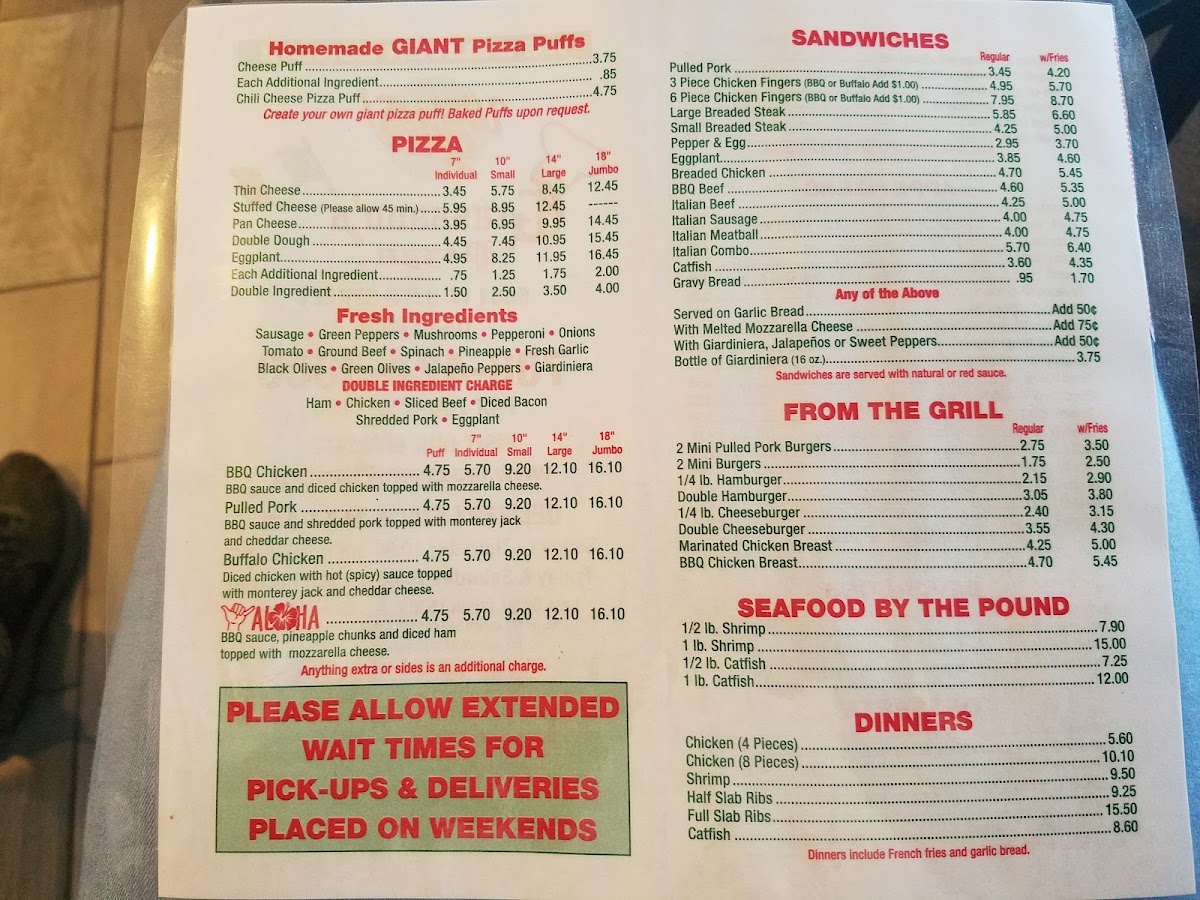 Homemade GIANT Pizza Puffs
Cheese Puff 3.75
Each Additional Ingredient .85
Chili Cheese Pizza Puff 4.75
Create your own giant pizza puff! Baked Puffs upon request.
PIZZA
7" 10" 14" 18"
Individual Small Large Jumbo
Thin Cheese 3.45 5.75 8.45 12.45
Stuffed Cheese (Please allow 45 min.) 5.95 8.95 12.45 ------
Pan Cheese 3.95 6.95 9.95 14.45
Double Dough 4.45 7.45 10.95 15.45
Eggplant 4.95 8.25 11.95 16.45
Each Additional Ingredient .75 1.25 1.75 2.00
Double Ingredient 1.50 2.50 3.50 4.00
Fresh Ingredients
Sausage • Green Peppers • Mushrooms • Pepperoni • Onions
Tomato • Ground Beef • Spinach • Pineapple • Fresh Garlic
Black Olives • Green Olives • Jalapeño Peppers • Giardiniera
DOUBLE INGREDIENT CHARGE
Ham • Chicken • Sliced Beef • Diced Bacon
Shredded Pork • Eggplant
7" 10" 14" 18"
Puff Individual Small Large Jumbo
BBQ Chicken 4.75 5.70 9.20 12.10 16.10
BBQ sauce and diced chicken topped with mozzarella cheese.
Pulled Pork 4.75 5.70 9.20 12.10 16.10
BBQ sauce and shredded pork topped with monterey jack
and cheddar cheese.
Buffalo Chicken 4.75 5.70 9.20 12.10 16.10
Diced chicken with hot (spicy) sauce topped
with monterey jack and cheddar cheese.
ALOHA 4.75 5.70 9.20 12.10 16.10
BBQ sauce, pineapple chunks and diced ham
topped with mozzarella cheese.
Anything extra or sides is an additional charge.
PLEASE ALLOW EXTENDED
WAIT TIMES FOR
PICK-UPS & DELIVERIES
PLACED ON WEEKENDS
SANDWICHES
Regular w/Fries
Pulled Pork 3.45 4.20
3 Piece Chicken Fingers (BBQ or Buffalo Add $1.00) 4.95 5.70
6 Piece Chicken Fingers (BBQ or Buffalo Add $1.00) 7.95 8.70
Large Breaded Steak 5.85 6.60
Small Breaded Steak 4.25 5.00
Pepper & Egg 2.95 3.70
Eggplant 3.85 4.60
Breaded Chicken 4.70 5.45
BBQ Beef 4.60 5.35
Italian Beef 4.25 5.00
Italian Sausage 4.00 4.75
Italian Meatball 4.00 4.75
Italian Combo 5.70 6.40
Catfish 3.60 4.35
Gravy Bread .95 1.70
Any of the Above
Served on Garlic Bread Add 50¢
With Melted Mozzarella Cheese Add 75¢
With Giardiniera, Jalapeños or Sweet Peppers Add 50¢
Bottle of Giardiniera (16 oz.) 3.75
Sandwiches are served with natural or red sauce.
FROM THE GRILL
Regular w/Fries
2 Mini Pulled Pork Burgers 2.75 3.50
2 Mini Burgers 1.75 2.50
1/4 lb. Hamburger 2.15 2.90
Double Hamburger 3.05 3.80
1/4 lb. Cheeseburger 2.40 3.15
Double Cheeseburger 3.55 4.30
Marinated Chicken Breast 4.25 5.00
BBQ Chicken Breast 4.70 5.45
SEAFOOD BY THE POUND
1/2 lb. Shrimp 7.90
1 lb. Shrimp 15.00
1/2 lb. Catfish 7.25
1 lb. Catfish 12.00
DINNERS
Chicken (4 Pieces) 5.60
Chicken (8 Pieces) 10.10
Shrimp 9.50
Half Slab Ribs 9.25
Full Slab Ribs 15.50
Catfish 8.60
Dinners include French fries and garlic bread.